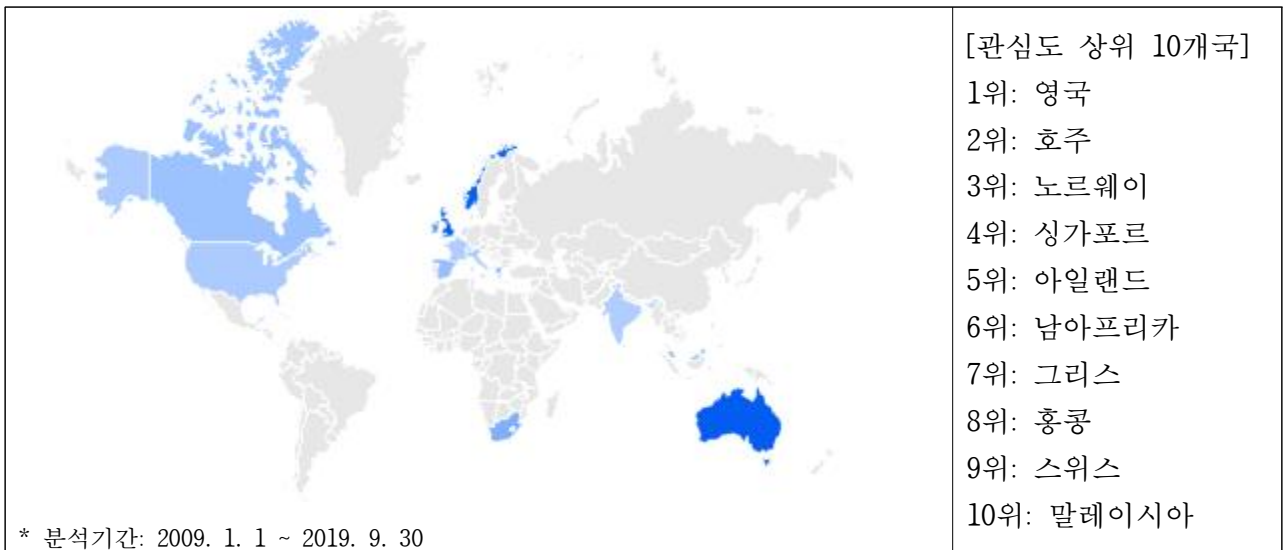 [관심도 상위 10개국]
1위: 영국
2위: 호주
3위: 노르웨이
4위: 싱가포르
5위: 아일랜드
6위: 남아프리카
7위: 그리스
8위: 홍콩
9위: 스위스
10위: 말레이시아
* 분석기간: 2009. 1. 1 ~ 2019. 9. 30